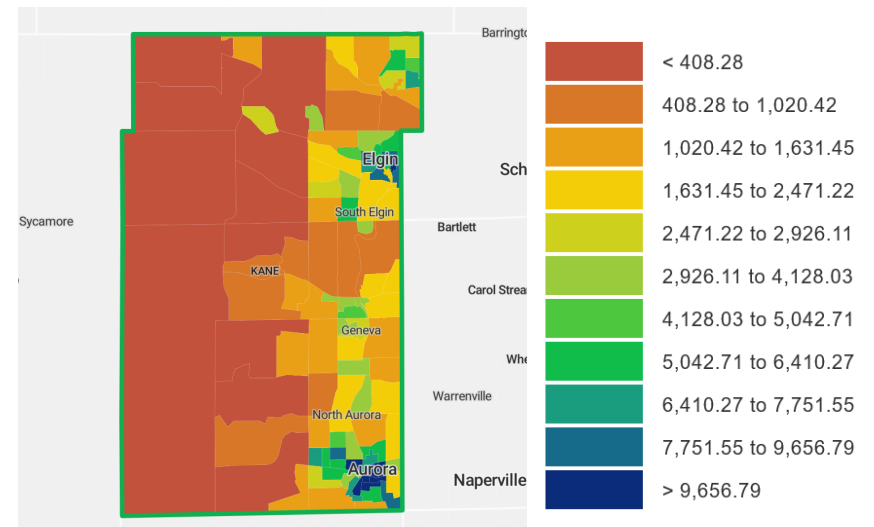 Barringto
Elgin
Sch
South Elgin
Sycamore
Bartlett
KANE
Carol Strea
Geneva
Whe
Warrenville
North Aurora
Aurora
Naperville
< 408.28
408.28 to 1,020.42
1,020.42 to 1,631.45
1,631.45 to 2,471.22
2,471.22 to 2,926.11
2,926.11 to 4,128.03
4,128.03 to 5,042.71
5,042.71 to 6,410.27
6,410.27 to 7,751.55
7,751.55 to 9,656.79
> 9,656.79